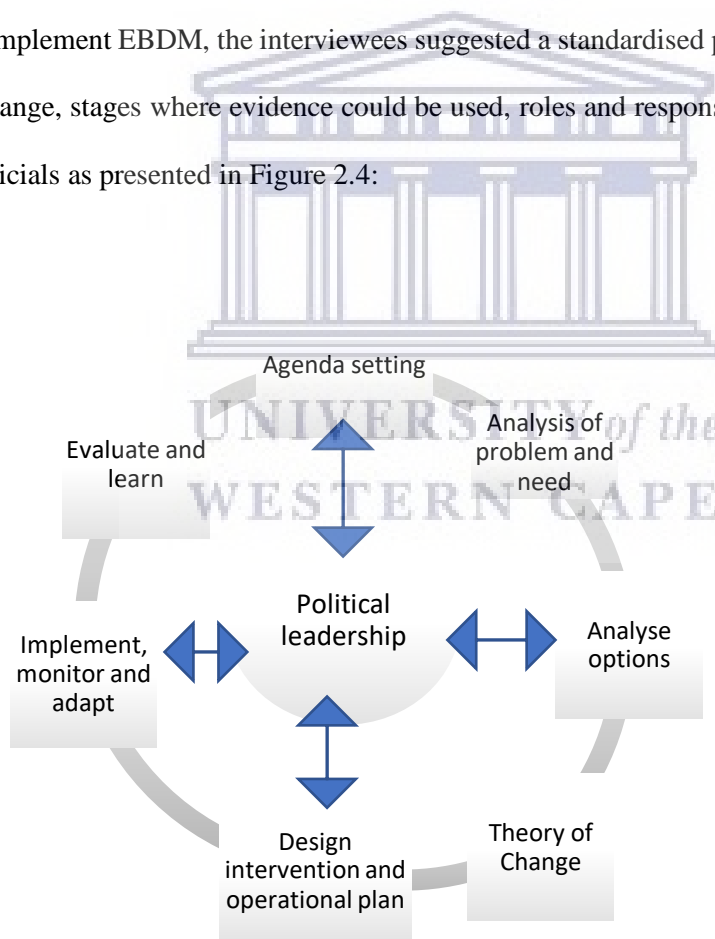 mplement EBDM, the interviewees suggested a standardised p
ange, stages where evidence could be used, roles and respons
icials as presented in Figure 2.4:
Agenda setting
UNIVERSITY of the
WESTERN CAPE
Analysis of
problem and
need
Evaluate and
learn
Political
leadership
Analyse
options
Implement,
monitor and
adapt
Theory of
Change
Design
intervention and
operational plan